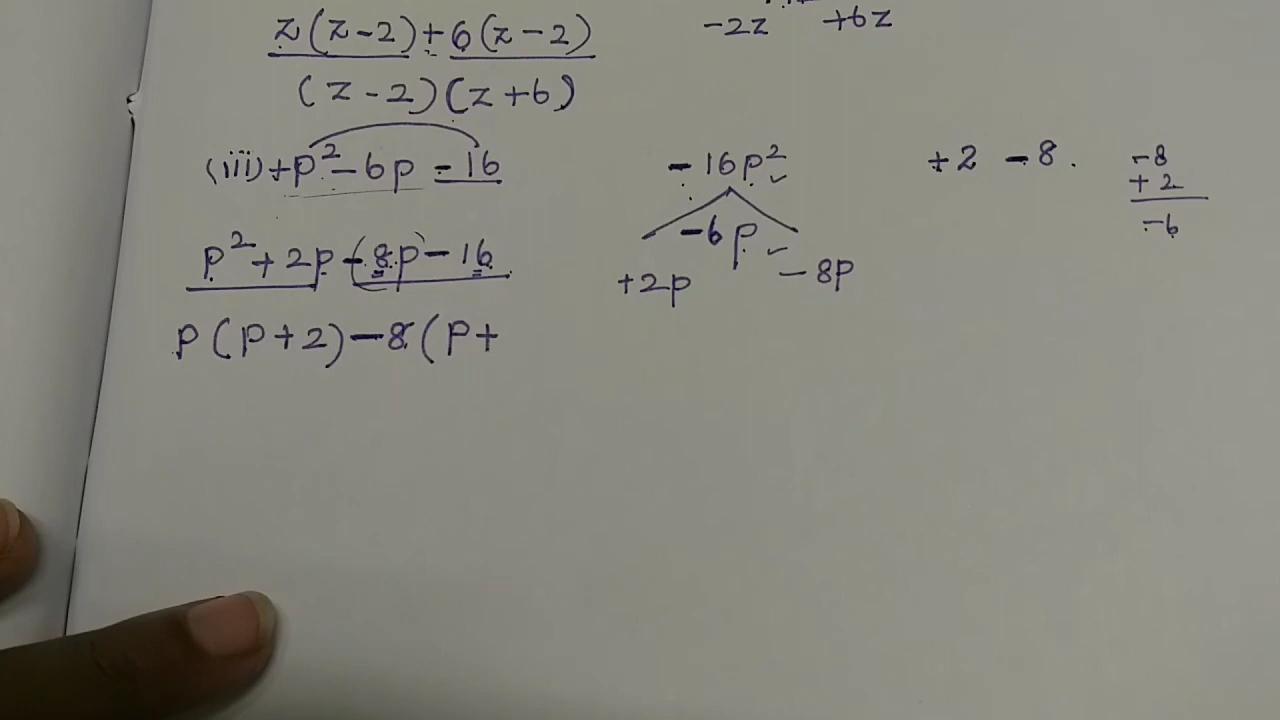 z(z-2)+6(z-2)
-2z +6z
(z-2)(z+6)
(iii)+p²-6p-16
-16p²
+2 -8.
-8
+2
-6
-6p
+2p
-8p
p²+2p-8p-16
p(p+2)-8(p+